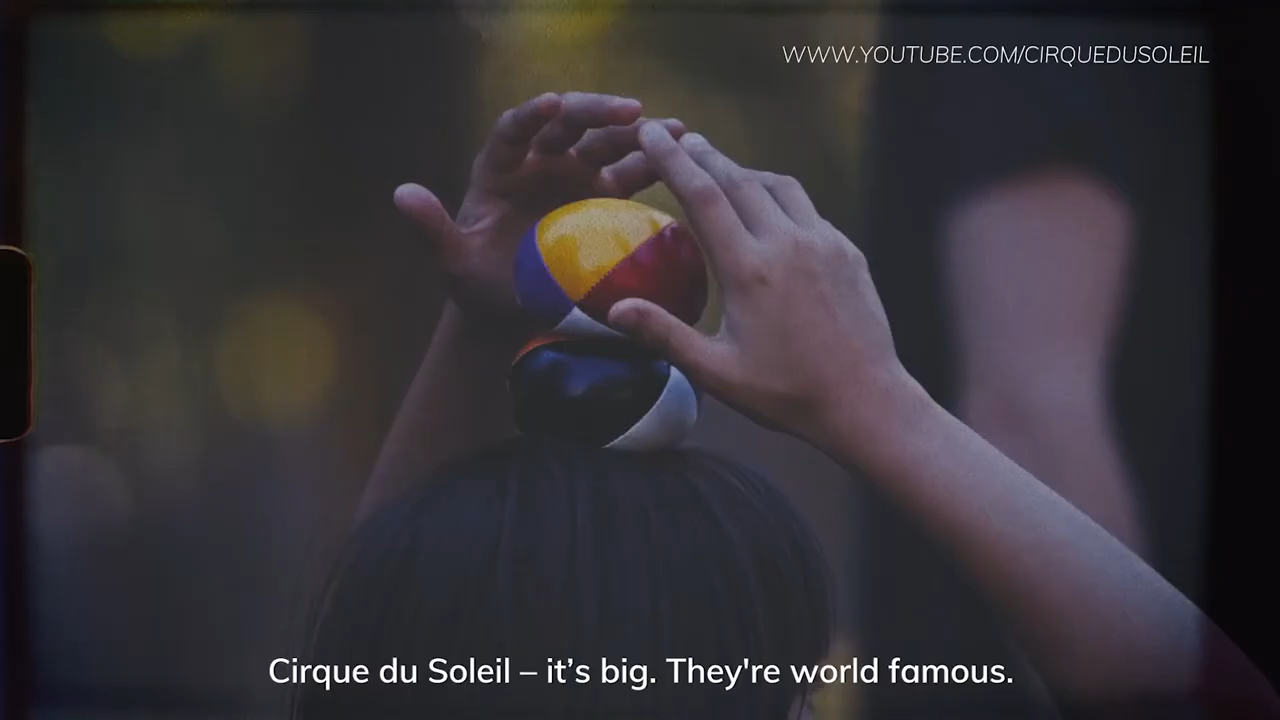 WWW.YOUTUBE.COM/CIRQUEDUSOLEIL
Cirque du Soleil – it’s big. They're world famous.